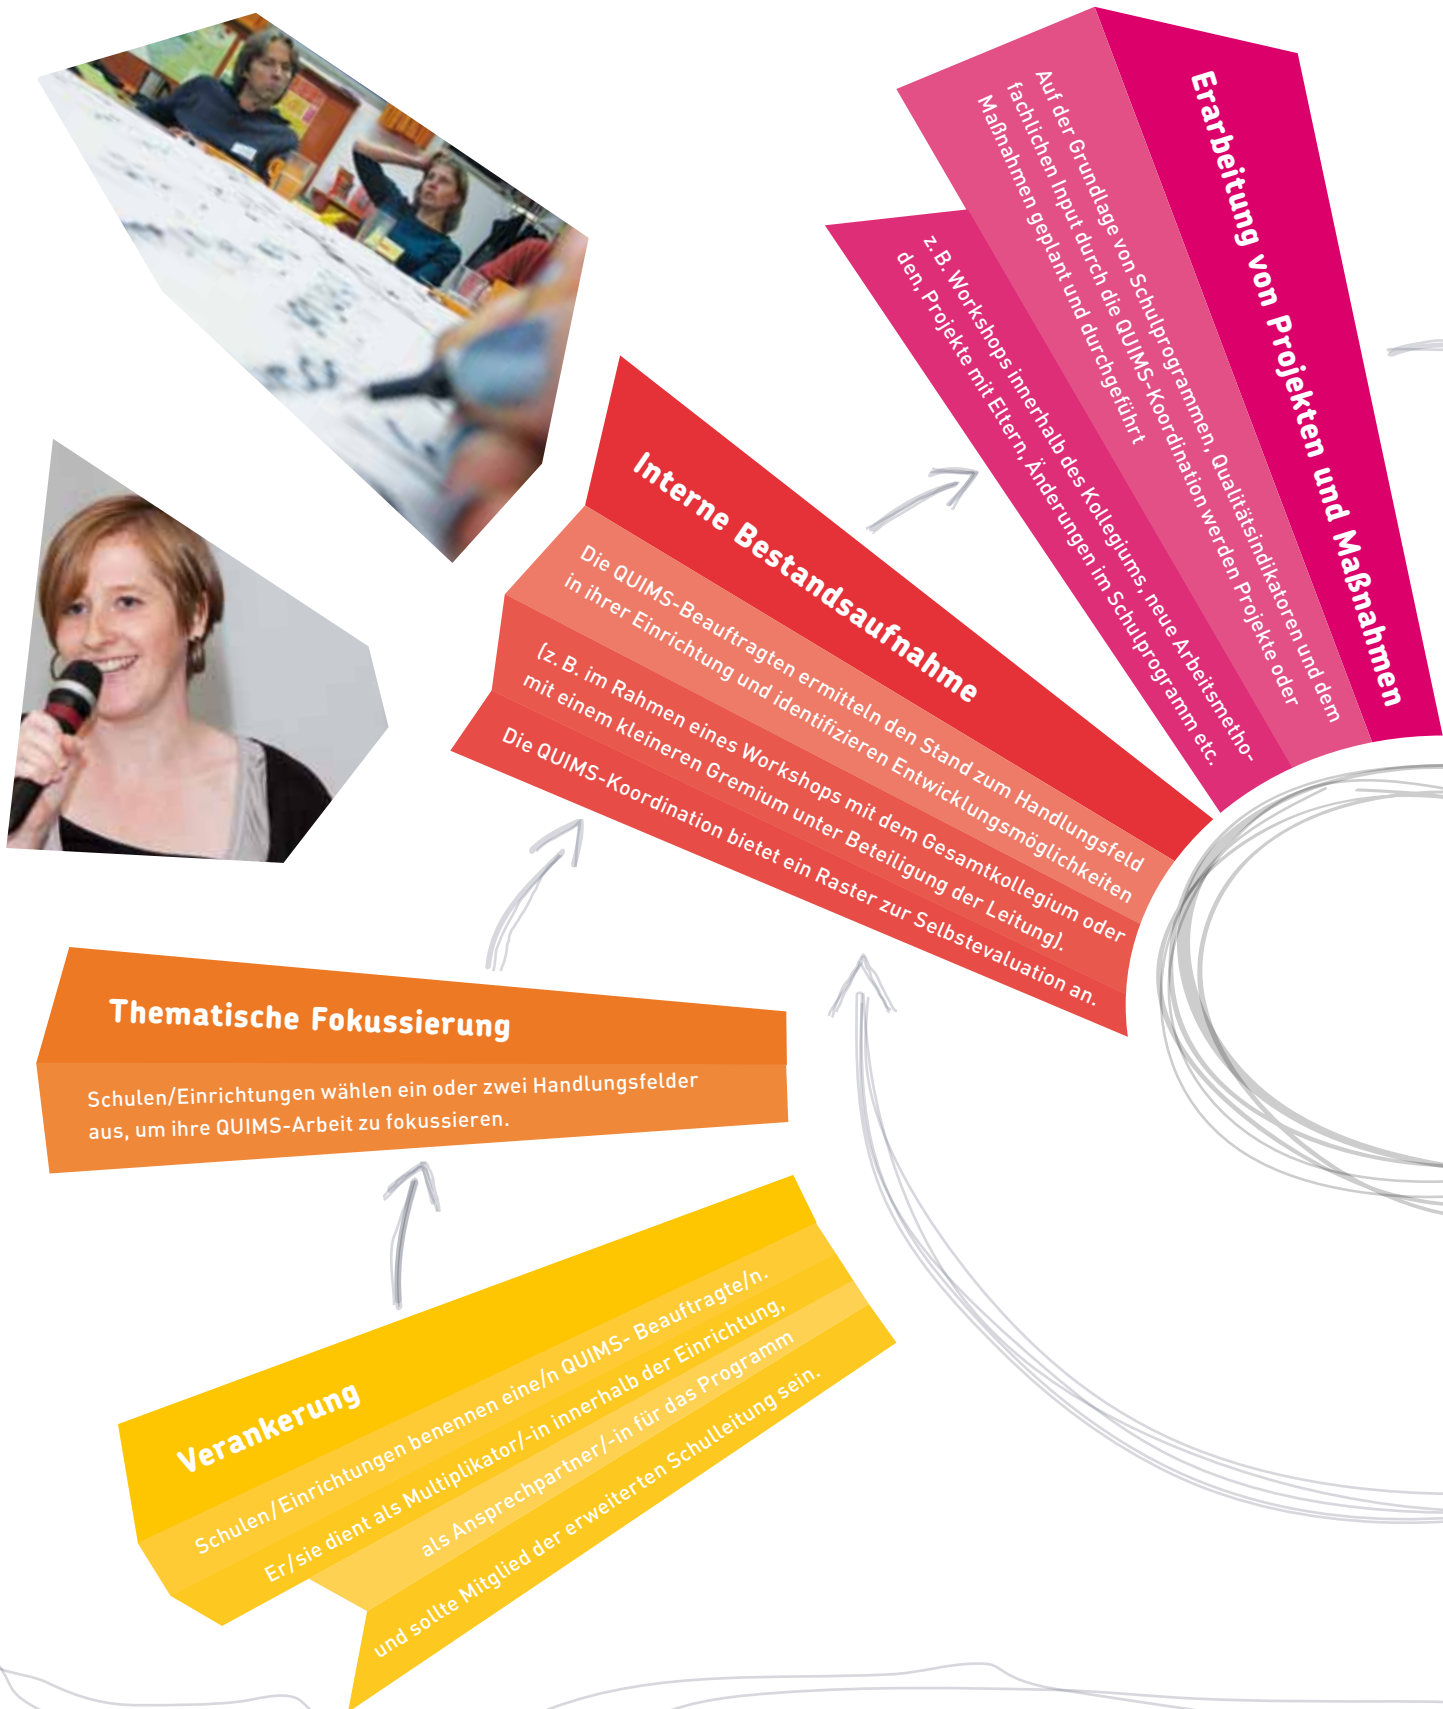 Erarbeitung von Projekten und Maßnahmen
Auf der Grundlage von Schulprogrammen, Qualitätsindikatoren und dem
fachlichen Input durch die QUIMS-Koordination werden Projekte oder
Maßnahmen geplant und durchgeführt
z. B. Workshops innerhalb des Kollegiums, neue Arbeitsmetho-
den, Projekte mit Eltern, Änderungen im Schulprogramm etc.
Interne Bestandsaufnahme
Die QUIMS-Beauftragten ermitteln den Stand zum Handlungsfeld
in ihrer Einrichtung und identifizieren Entwicklungsmöglichkeiten
(z. B. im Rahmen eines Workshops mit dem Gesamtkollegium oder
mit einem kleineren Gremium unter Beteiligung der Leitung).
Die QUIMS-Koordination bietet ein Raster zur Selbstevaluation an.
Thematische Fokussierung
Schulen/Einrichtungen wählen ein oder zwei Handlungsfelder
aus, um ihre QUIMS-Arbeit zu fokussieren.
Verankerung
Schulen/Einrichtungen benennen eine/n QUIMS- Beauftragte/n.
Er/sie dient als Multiplikator/-in innerhalb der Einrichtung,
als Ansprechpartner/-in für das Programm
und sollte Mitglied der erweiterten Schulleitung sein.